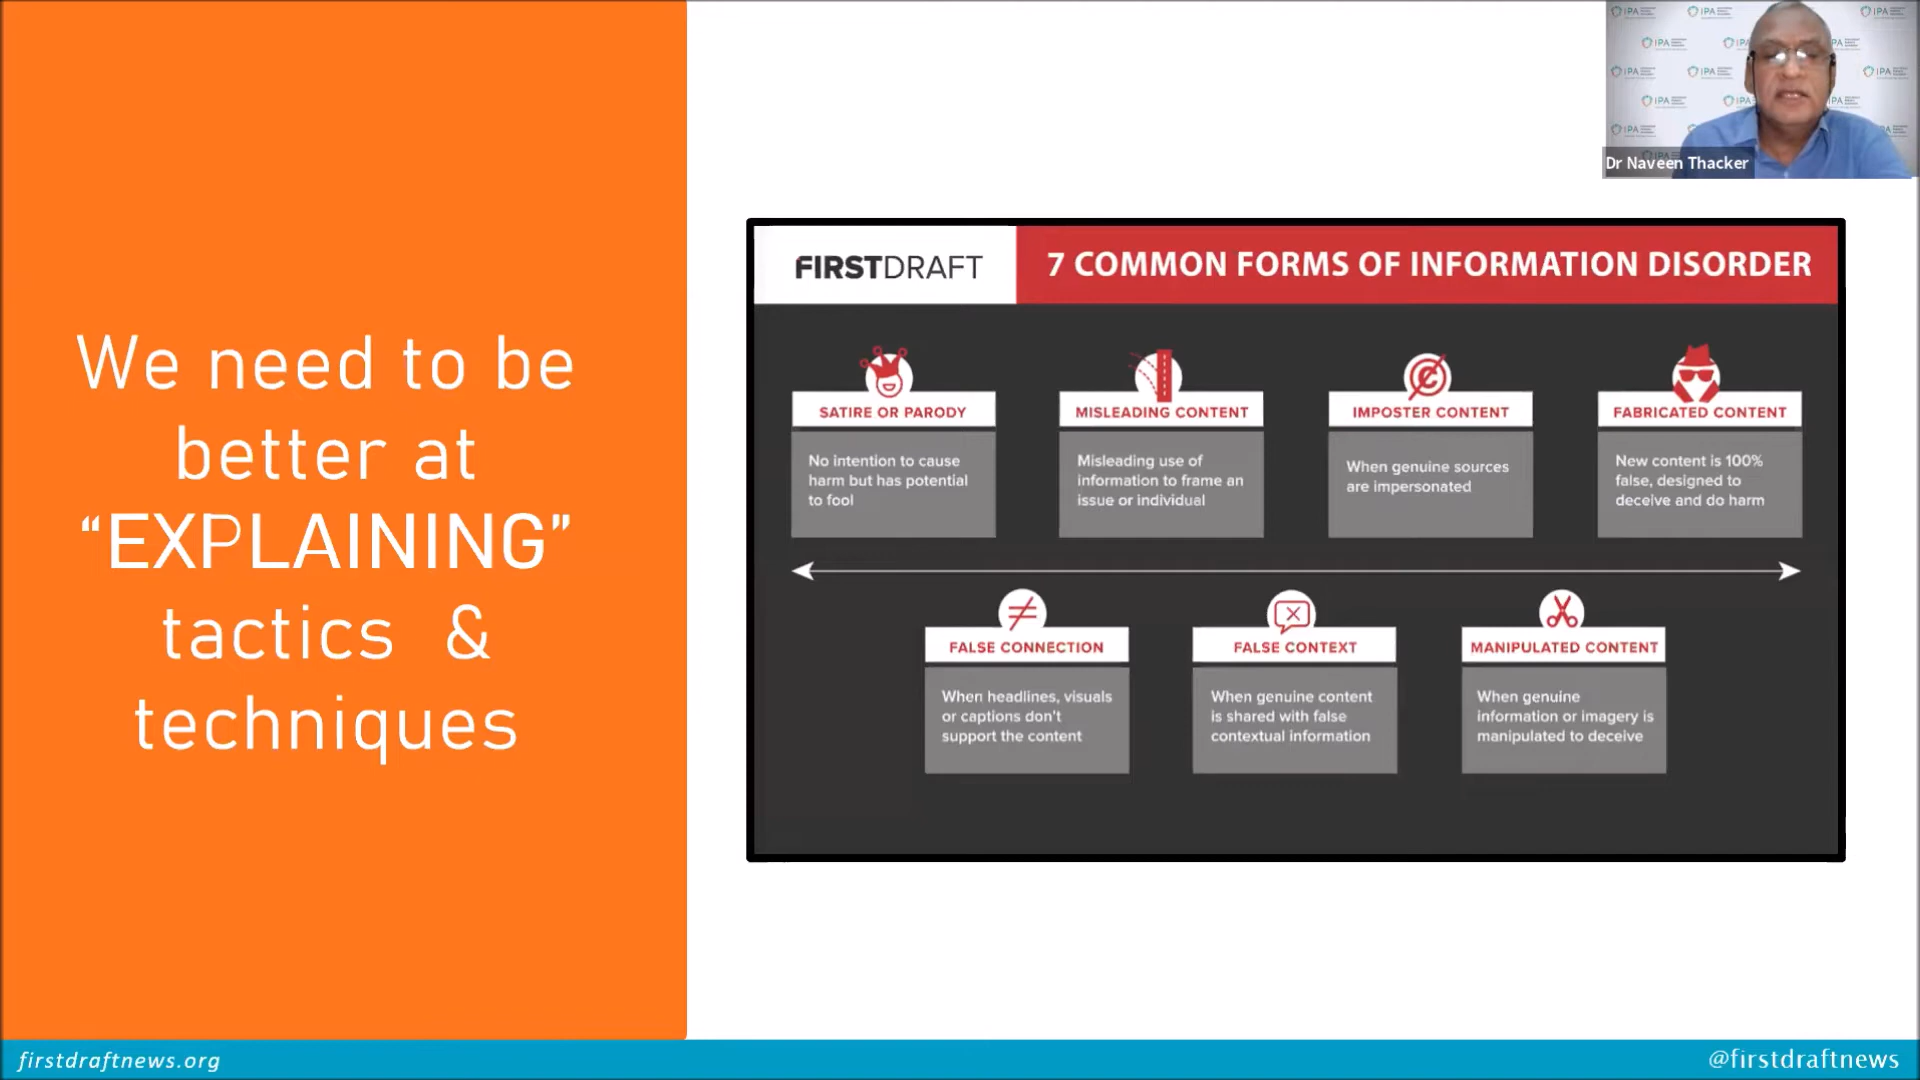 We need to be
better at
“EXPLAINING”
tactics & 
techniques
IPA
Dr Naveen Thacker
FIRSTDRAFT
7 COMMON FORMS OF INFORMATION DISORDER
SATIRE OR PARODY
No intention to cause
harm but has potential
to fool
MISLEADING CONTENT
Misleading use of
information to frame an
issue or individual
IMPOSTER CONTENT
When genuine sources
are impersonated
FABRICATED CONTENT
New content is 100%
false, designed to
deceive and do harm
FALSE CONNECTION
When headlines, visuals
or captions don't
support the content
FALSE CONTEXT
When genuine content
is shared with false
contextual information
MANIPULATED CONTENT
When genuine
information or imagery is
manipulated to deceive
firstdraftnews.org
@firstdraftnews